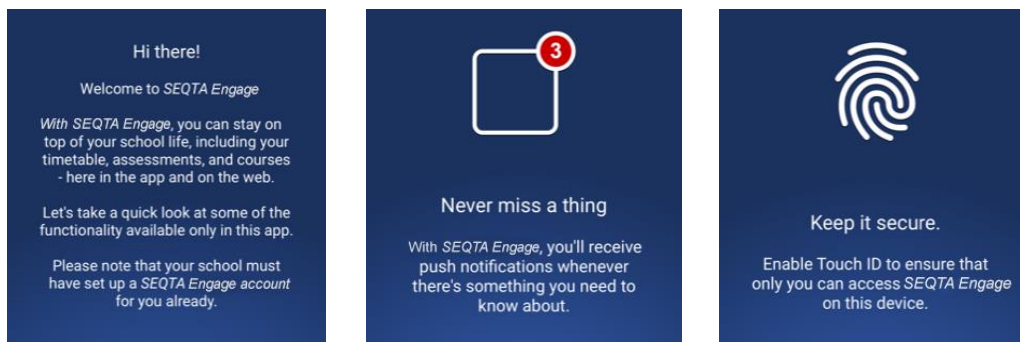 Hi there!
Welcome to SEQTA Engage
With SEQTA Engage, you can stay on
top of your school life, including your
timetable, assessments, and courses
- here in the app and on the web.
Let's take a quick look at some of the
functionality available only in this app.
Please note that your school must
have set up a SEQTA Engage account
for you already.
3
Never miss a thing
With SEQTA Engage, you'll receive
push notifications whenever
there's something you need to
know about.
Keep it secure.
Enable Touch ID to ensure that
only you can access SEQTA Engage
on this device.